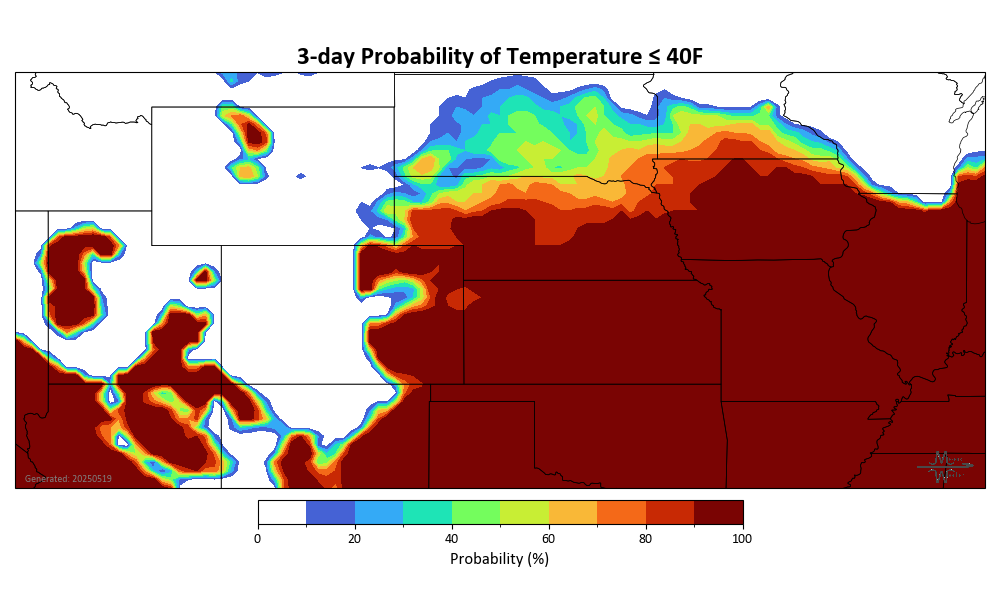 3-day Probability of Temperature ≤ 40F
Generated: 20250519
0 20 40 60 80 100
Probability (%)